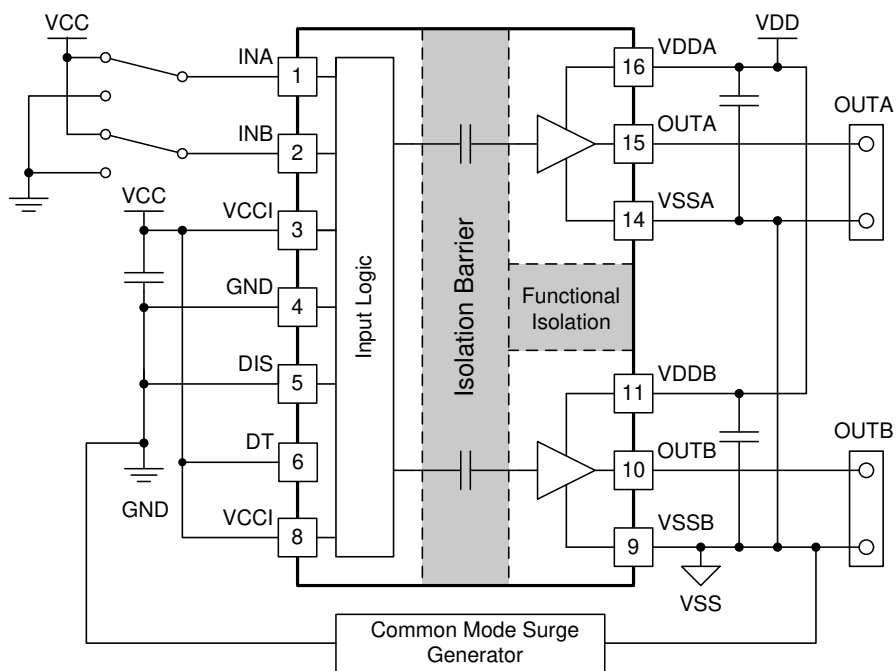 VCC
VDD
INA
1
16
VDDA
OUTA
INB
2
15
OUTA
VCC
VCCI
3
14
VSSA
GND
4
Input Logic
Isolation Barrier
Functional
Isolation
DIS
5
11
VDDB
OUTB
DT
6
10
OUTB
GND
VCCI
8
9
VSSB
VSS
Common Mode Surge
Generator